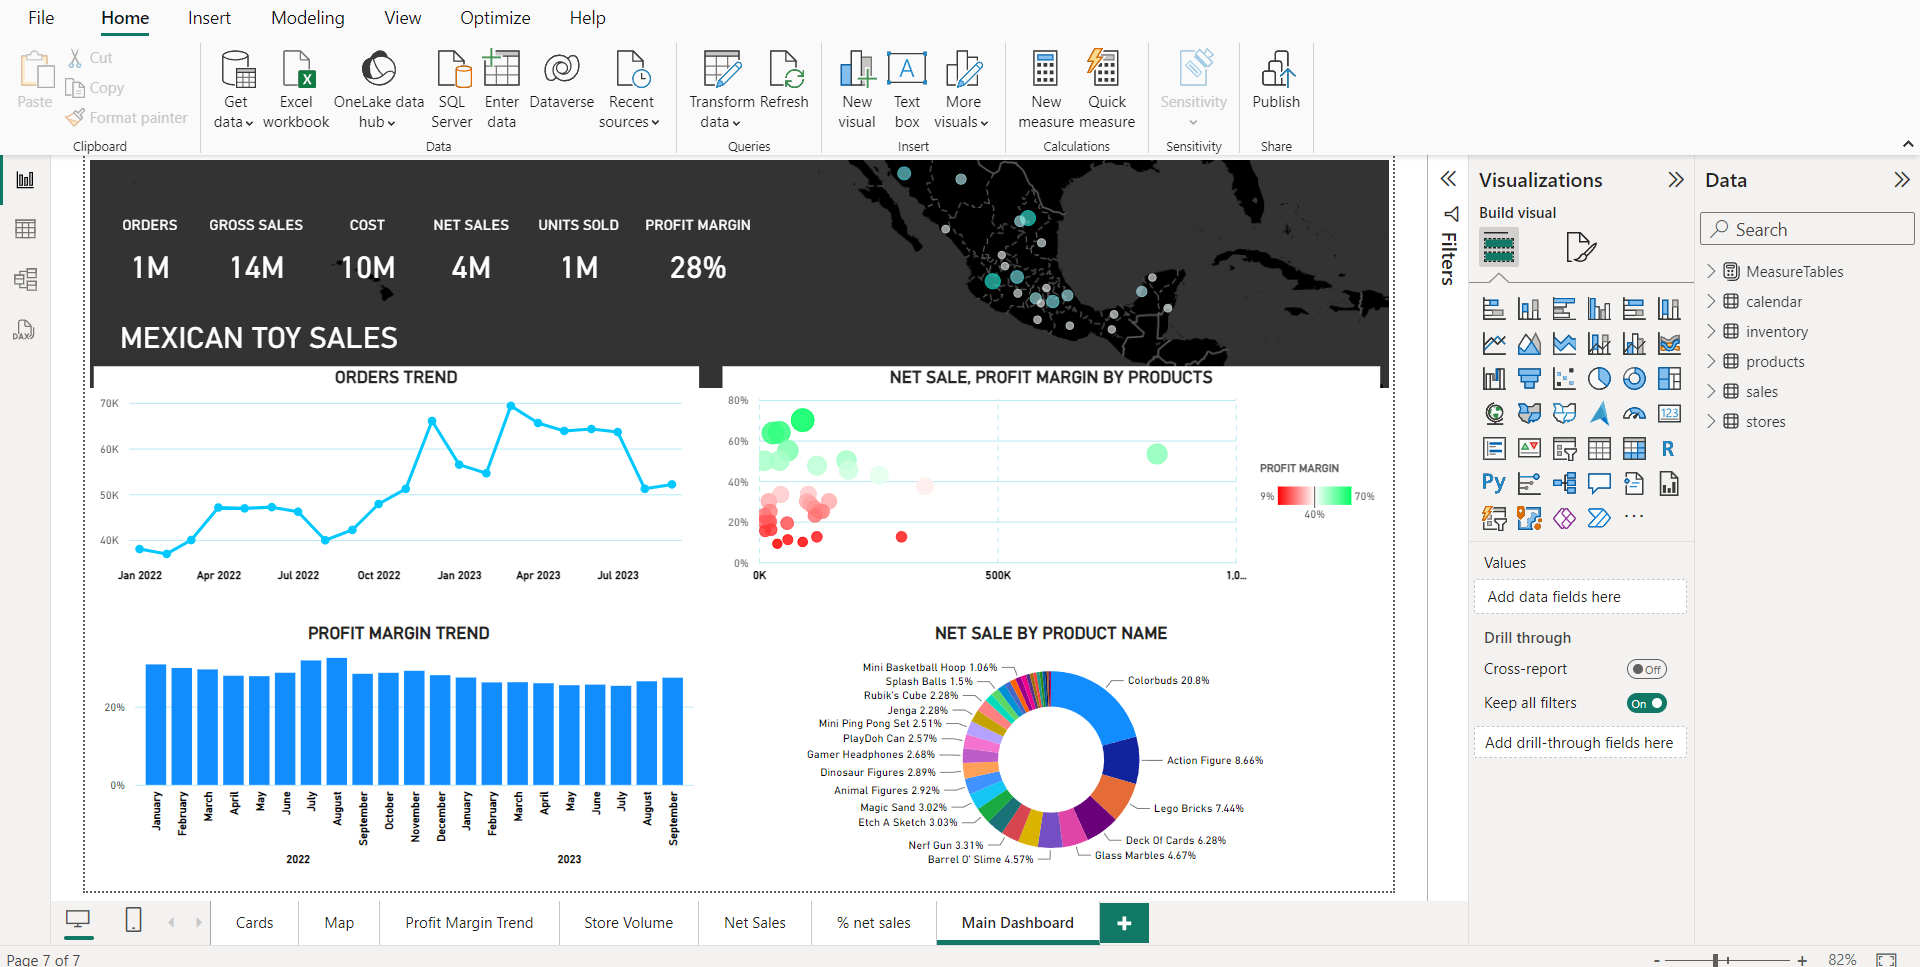 File Home Insert Modeling View Optimize Help
Paste
Cut
Copy
Format painter
Clipboard
Get data
Excel workbook
OneLake data hub
SQL Server
Enter data
Dataverse
Recent sources
Data
Transform data
Refresh
Queries
New visual
A
Text box
More visuals
Insert
New measure
Quick measure
Calculations
Sensitivity
Sensitivity
Publish
Share
DAX
ORDERS GROSS SALES COST NET SALES UNITS SOLD PROFIT MARGIN
1M 14M 10M 4M 1M 28%
MEXICAN TOY SALES
ORDERS TREND
70K
60K
50K
40K
Jan 2022 Apr 2022 Jul 2022 Oct 2022 Jan 2023 Apr 2023 Jul 2023
NET SALE, PROFIT MARGIN BY PRODUCTS
80%
60%
40%
20%
0%
0K 500K 1,0...
PROFIT MARGIN
9% 70%
40%
PROFIT MARGIN TREND
20%
0%
January February March April May June July August September October November December January February March April May June July August September
2022 2023
NET SALE BY PRODUCT NAME
Mini Basketball Hoop 1.06%
Splash Balls 1.5%
Rubik's Cube 2.28%
Jenga 2.28%
Mini Ping Pong Set 2.51%
PlayDoh Can 2.57%
Gamer Headphones 2.68%
Dinosaur Figures 2.89%
Animal Figures 2.92%
Magic Sand 3.02%
Etch A Sketch 3.03%
Nerf Gun 3.31%
Barrel O' Slime 4.57%
Colorbuds 20.8%
Action Figure 8.66%
Lego Bricks 7.44%
Deck Of Cards 6.28%
Glass Marbles 4.67%
Filters
Visualizations
Build visual
123
R
Py
...
Values
Add data fields here
Drill through
Cross-report Off
Keep all filters On
Add drill-through fields here
Data
Search
MeasureTables
calendar
inventory
products
sales
stores
Cards Map Profit Margin Trend Store Volume Net Sales % net sales Main Dashboard +
Page 7 of 7
- + 82%